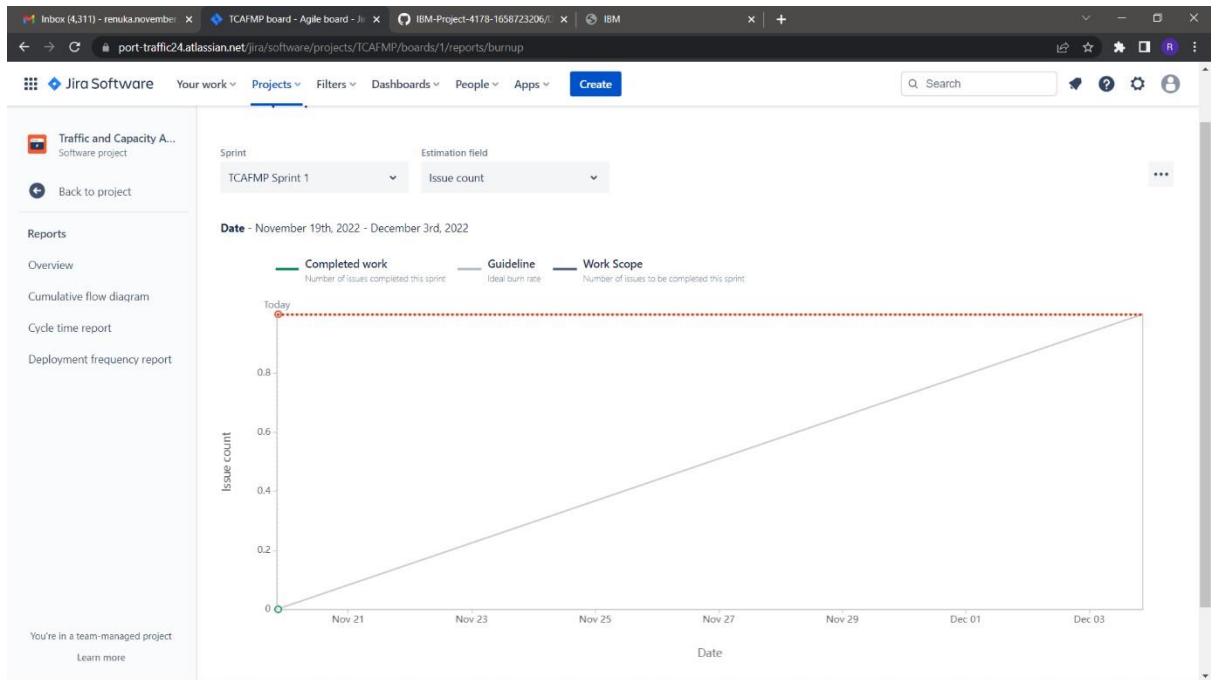 Inbox (4,311) - renuka.november
TCAFMP board - Agile board - Ji
IBM-Project-4178-1658723206/
IBM
port-traffic24.atlassian.net/jira/software/projects/TCAFMP/boards/1/reports/burnup
R
Jira Software
Your work
Projects
Filters
Dashboards
People
Apps
Create
Search
Traffic and Capacity A...
Software project
Back to project
Reports
Overview
Cumulative flow diagram
Cycle time report
Deployment frequency report
You're in a team-managed project
Learn more
Sprint
Estimation field
TCAFMP Sprint 1
Issue count
Date - November 19th, 2022 - December 3rd, 2022
Completed work
Number of issues completed this sprint
Guideline
Ideal burn rate
Work Scope
Number of issues to be completed this sprint
Today
0.8
0.6
0.4
0.2
0
Issue count
Nov 21
Nov 23
Nov 25
Nov 27
Nov 29
Dec 01
Dec 03
Date